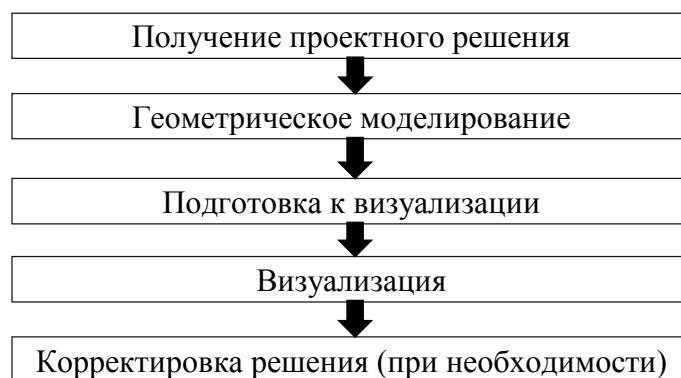 Получение проектного решения
Геометрическое моделирование
Подготовка к визуализации
Визуализация
Корректировка решения (при необходимости)